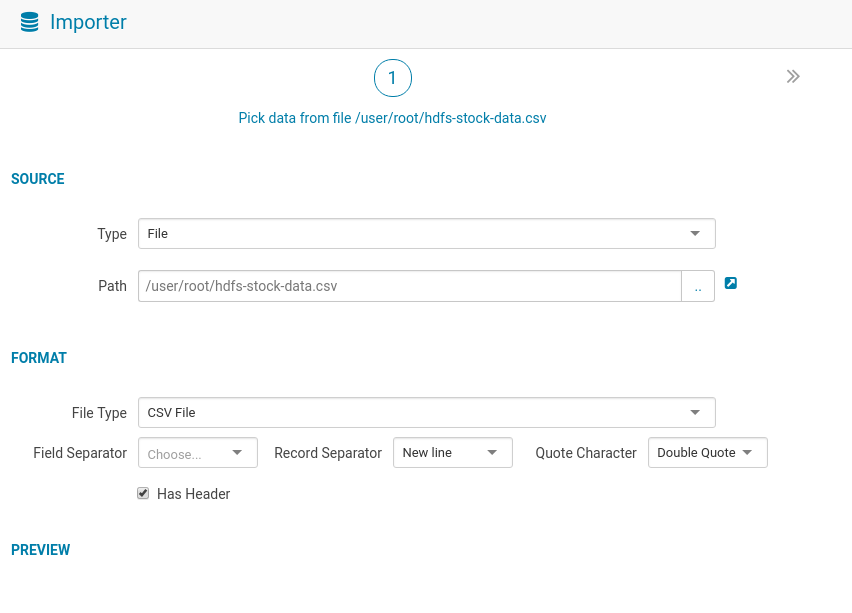 Importer
1
Pick data from file /user/root/hdfs-stock-data.csv
SOURCE
Type File
Path /user/root/hdfs-stock-data.csv ..
FORMAT
File Type CSV File
Field Separator Choose... Record Separator New line Quote Character Double Quote
Has Header
PREVIEW